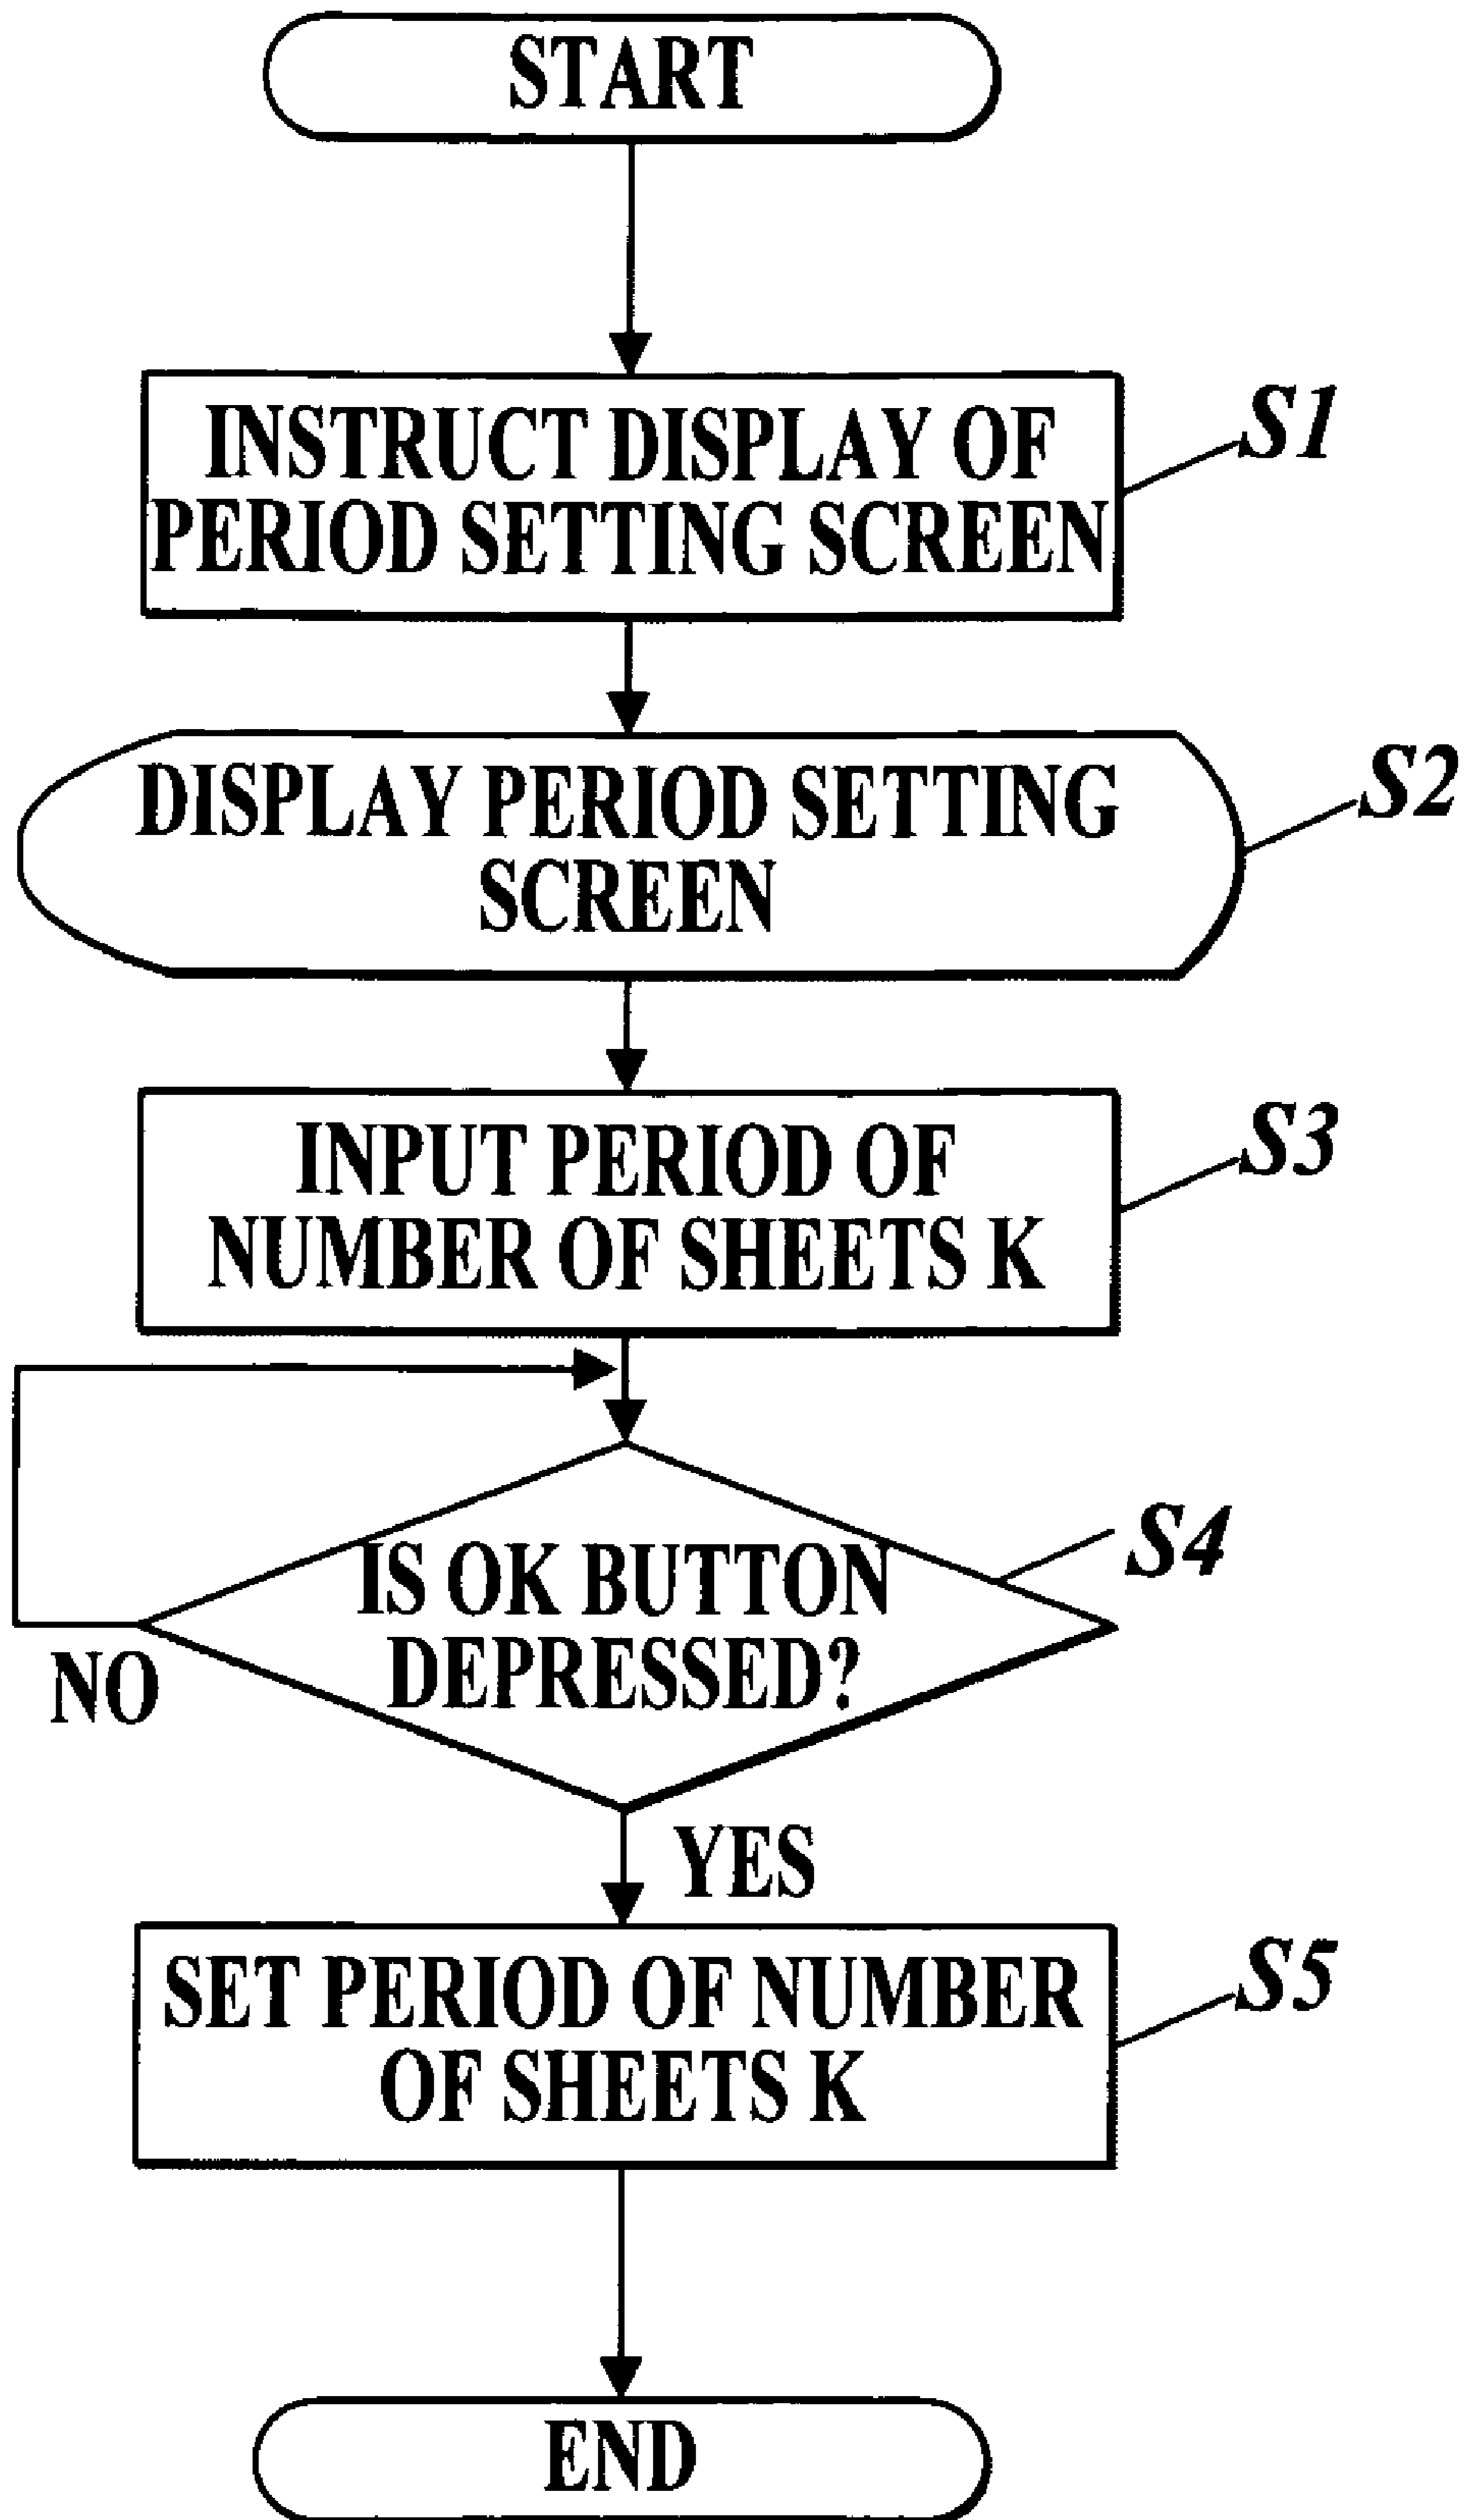 START
INSTRUCT DISPLAY OF
PERIOD SETTING SCREEN
S1
DISPLAY PERIOD SETTING
SCREEN
S2
INPUT PERIOD OF
NUMBER OF SHEETS K
S3
IS OK BUTTON
DEPRESSED?
S4
NO
YES
SET PERIOD OF NUMBER
OF SHEETS K
S5
END